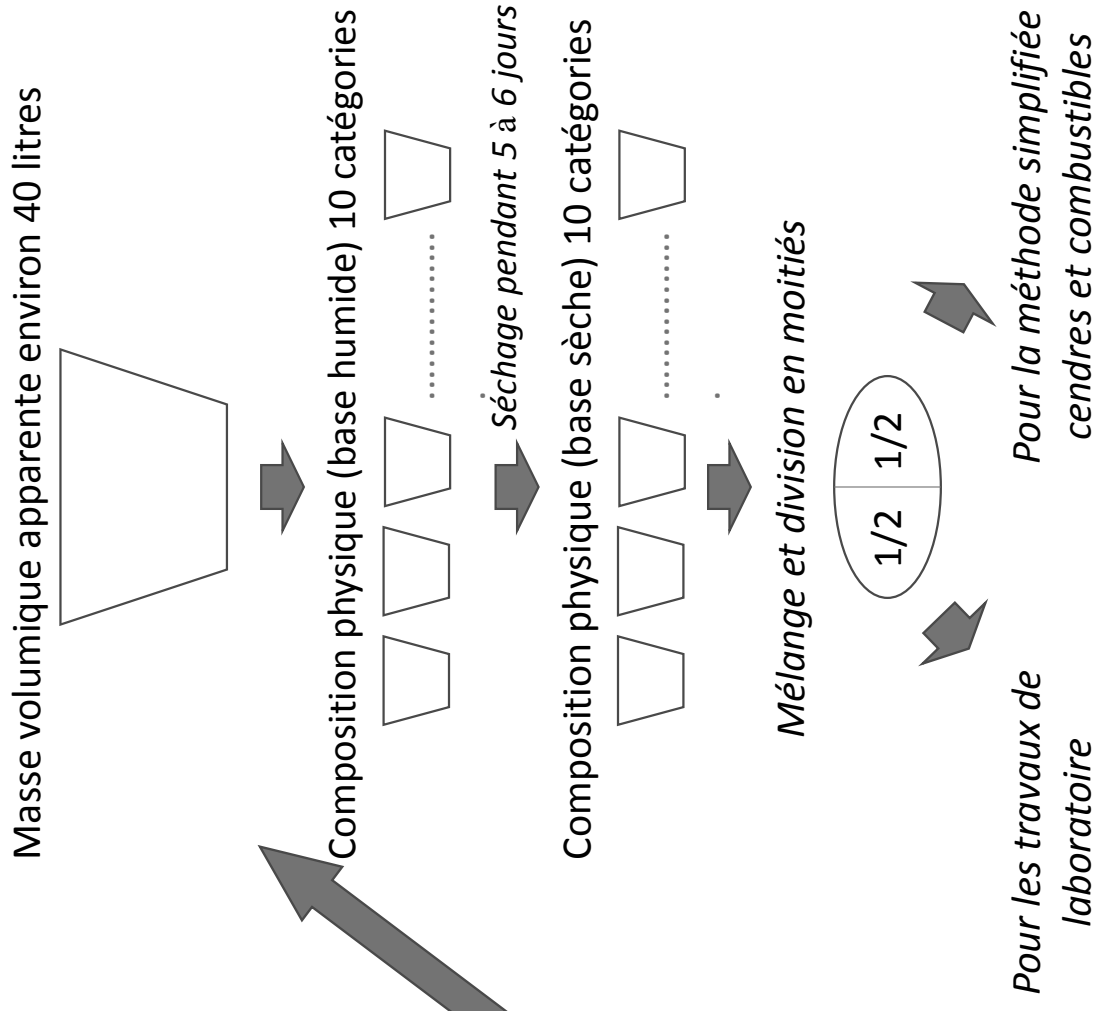 Masse volumique apparente environ 40 litres
Composition physique (base humide) 10 catégories
Séchage pendant 5 à 6 jours
Composition physique (base sèche) 10 catégories
Mélange et division en moitiés
1/2 1/2
Pour les travaux de
laboratoire
Pour la méthode simplifiée
cendres et combustibles